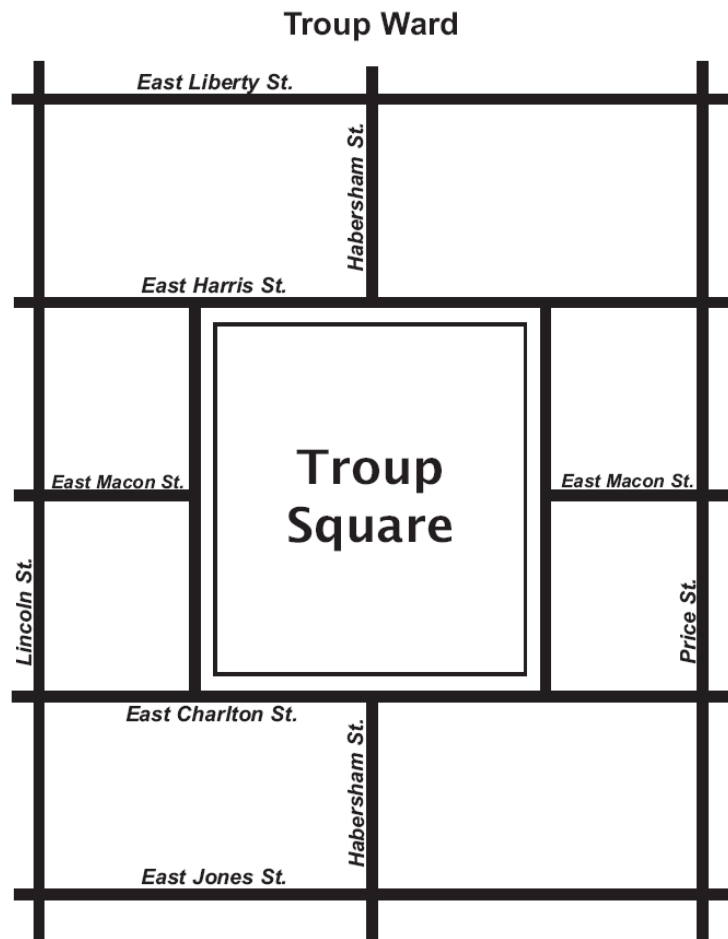 Troup Ward
East Liberty St.
Habersham St.
East Harris St.
Troup
Square
East Macon St.
East Macon St.
Lincoln St.
Price St.
East Charlton St.
Habersham St.
East Jones St.